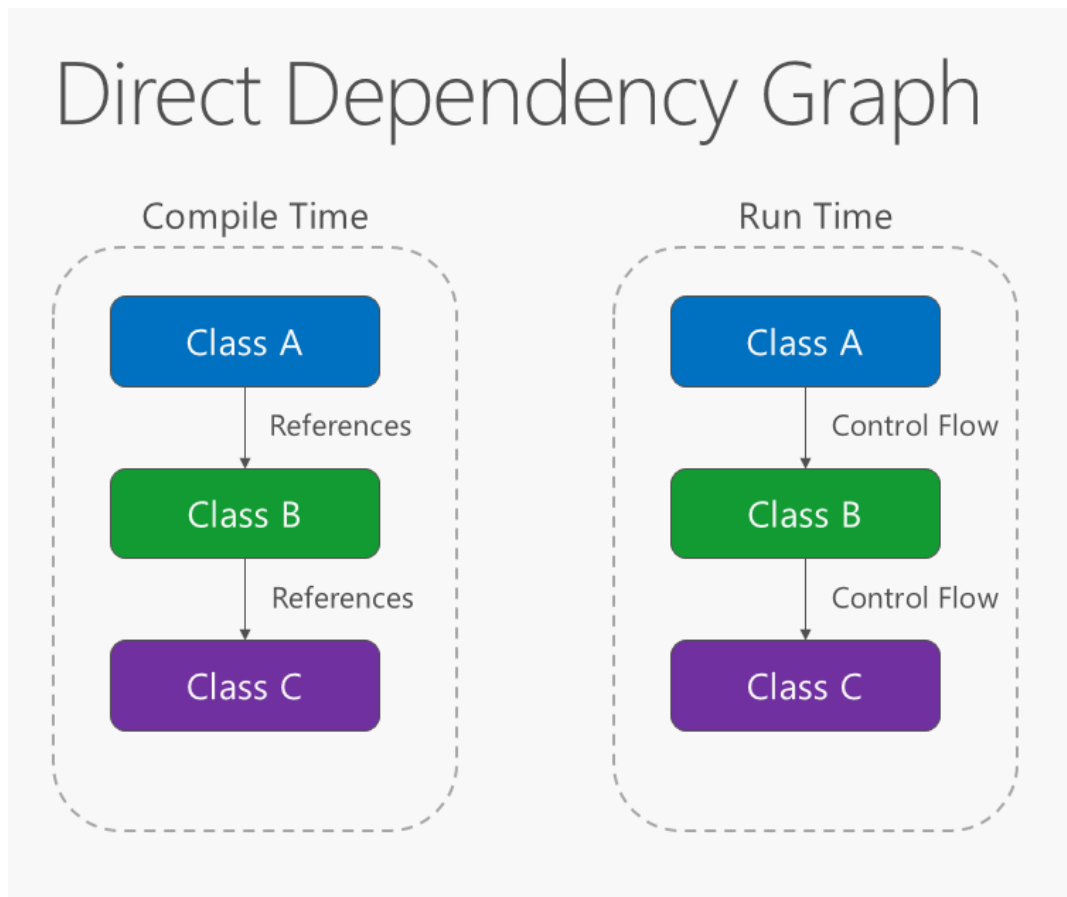 Direct Dependency Graph
Compile Time
Class A
References
Class B
References
Class C
Run Time
Class A
Control Flow
Class B
Control Flow
Class C